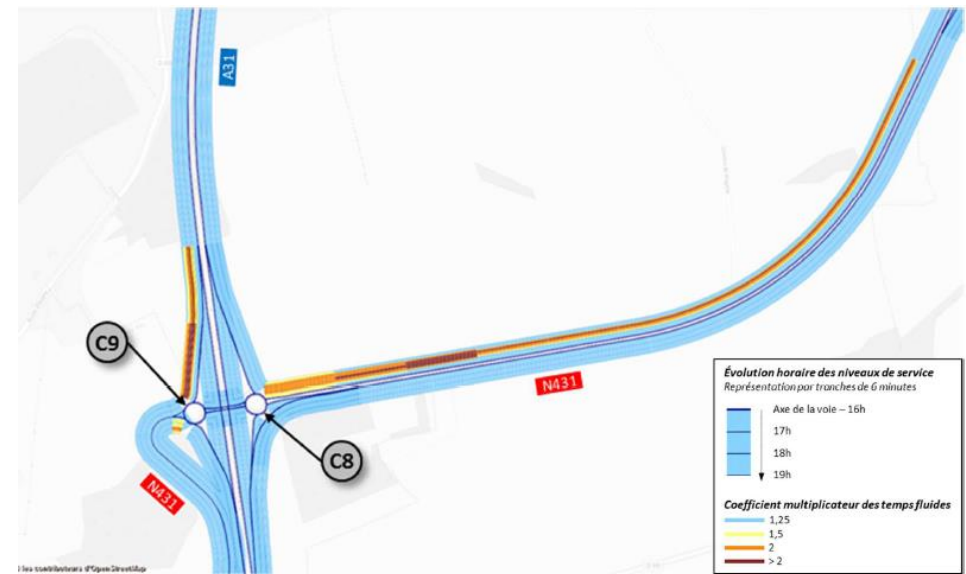 A31
C9
N431
C8
N431
Évolution horaire des niveaux de service
Représentation par tranches de 6 minutes
Axe de la voie – 16h
17h
18h
19h
Coefficient multiplicateur des temps fluides
1,25
1,5
2
> 2
les contributeurs d'OpenStreetMap